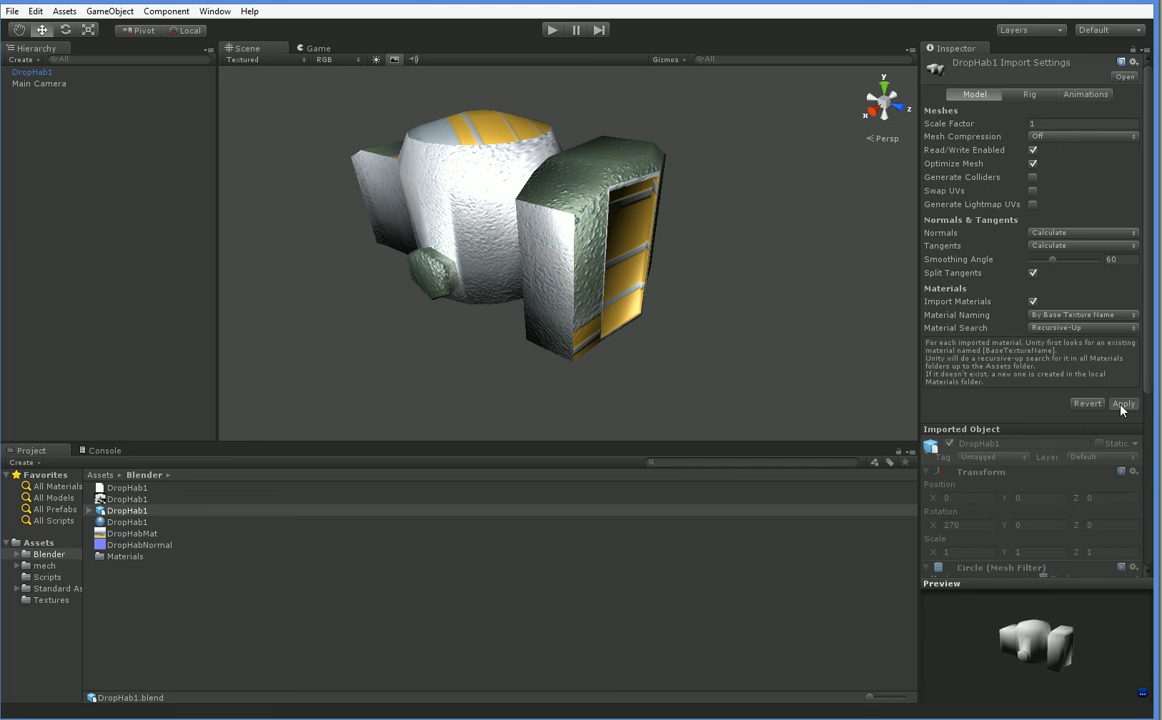 File Edit Assets GameObject Component Window Help
Pivot Local Layers Default
Hierarchy
Create All
DropHab1
Main Camera
Scene Game
Textured RGB Gizmos All
y
x z
Persp
Inspector
DropHab1 Import Settings
Open
Model Rig Animations
Meshes
Scale Factor 1
Mesh Compression Off
Read/Write Enabled
Optimize Mesh
Generate Colliders
Swap UVs
Generate Lightmap UVs
Normals & Tangents
Normals Calculate
Tangents Calculate
Smoothing Angle 60
Split Tangents
Materials
Import Materials
Material Naming By Base Texture Name
Material Search Recursive-Up
For each imported material, Unity first looks for an existing
material named [BaseTextureName].
Unity will do a recursive-up search for it in all Materials
folders up to the Assets folder.
If it doesn't exist, a new one is created in the local
Materials folder.
Revert Apply
Imported Object
DropHab1 Static
Tag Untagged Layer Default
Transform
Position
X 0 Y 0 Z 0
Rotation
X 270 Y 0 Z 0
Scale
X 1 Y 1 Z 1
Circle (Mesh Filter)
Preview
Project Console
Create
Favorites
All Materials
All Models
All Prefabs
All Scripts
Assets
Blender
mech
Scripts
Standard As
Textures
Assets Blender
DropHab1
DropHab1
DropHab1
DropHab1
DropHabMat
DropHabNormal
Materials
DropHab1.blend